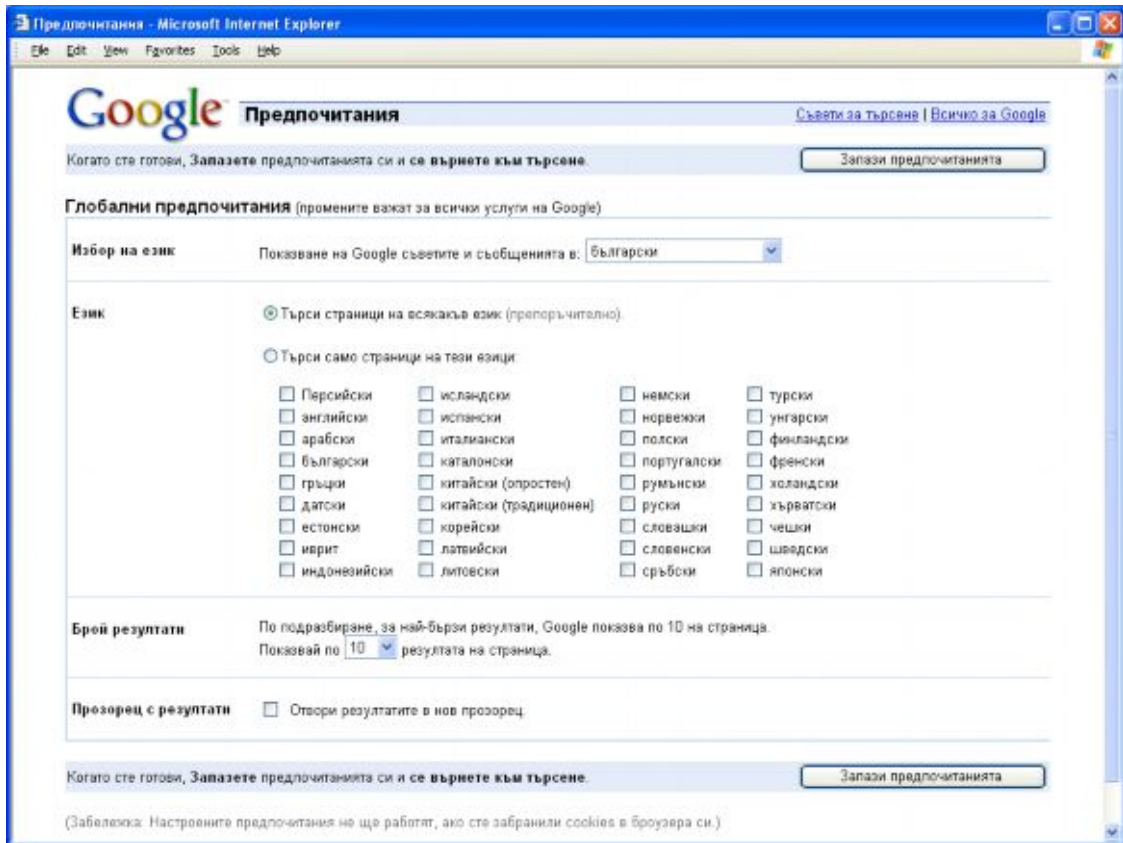 Предпочитания - Microsoft Internet Explorer
File Edit View Favorites Tools Help
Google™ Предпочитания Съвети за търсене | Всичко за Google
Когато сте готови, Запазете предпочитанията си и се върнете към търсене. Запази предпочитанията
Глобални предпочитания (промените важат за всички услуги на Google)
Избор на език Показване на Google съветите и съобщенията в: български
Език Търси страници на всякакъв език (препоръчително).
Търси само страници на тези езици:
Персийски исландски немски турски
английски испански норвежки унгарски
арабски италиански полски финландски
български каталонски португалски френски
гръцки китайски (опростен) румънски холандски
датски китайски (традиционен) руски хърватски
естонски корейски словашки чешки
иврит латвийски словенски шведски
индонезийски литовски сръбски японски
Брой резултати По подразбиране, за най-бързи резултати, Google показва по 10 на страница.
Показвай по 10 резултата на страница.
Прозорец с резултати Отвори резултатите в нов прозорец.
Когато сте готови, Запазете предпочитанията си и се върнете към търсене. Запази предпочитанията
(Забележка: Настроените предпочитания не ще работят, ако сте забранили cookies в броузера си.)